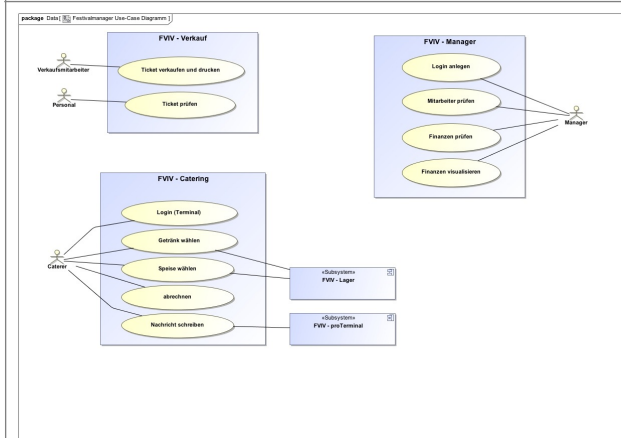 package Data[ Festivalmanager Use-Case Diagramm ]
FVIV - Verkauf
Verkaufsmitarbeiter
Ticket verkaufen und drucken
Personal
Ticket prüfen
FVIV - Manager
Login anlegen
Mitarbeiter prüfen
Manager
Finanzen prüfen
Finanzen visualisieren
FVIV - Catering
Login (Terminal)
Getränk wählen
Caterer
Speise wählen
abrechnen
Nachricht schreiben
«Subsystem»
FVIV - Lager
«Subsystem»
FVIV - proTerminal